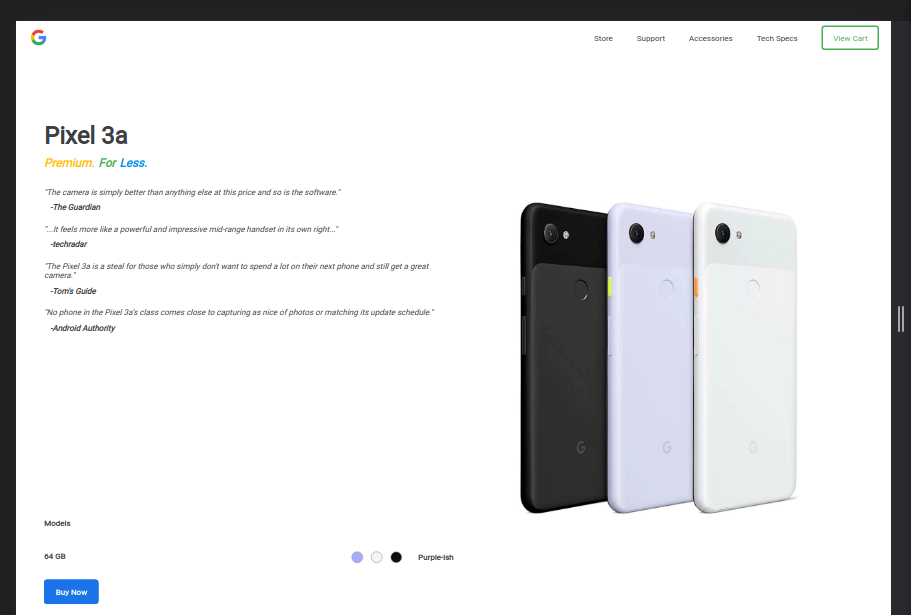 Store Support Accessories Tech Specs View Cart
Pixel 3a
Premium. For Less.
"The camera is simply better than anything else at this price and so is the software."
-The Guardian
"...It feels more like a powerful and impressive mid-range handset in its own right..."
-techradar
"The Pixel 3a is a steal for those who simply don't want to spend a lot on their next phone and still get a great
camera."
-Tom's Guide
"No phone in the Pixel 3a's class comes close to capturing as nice of photos or matching its update schedule."
-Android Authority
Models
64 GB Purple-ish
Buy Now